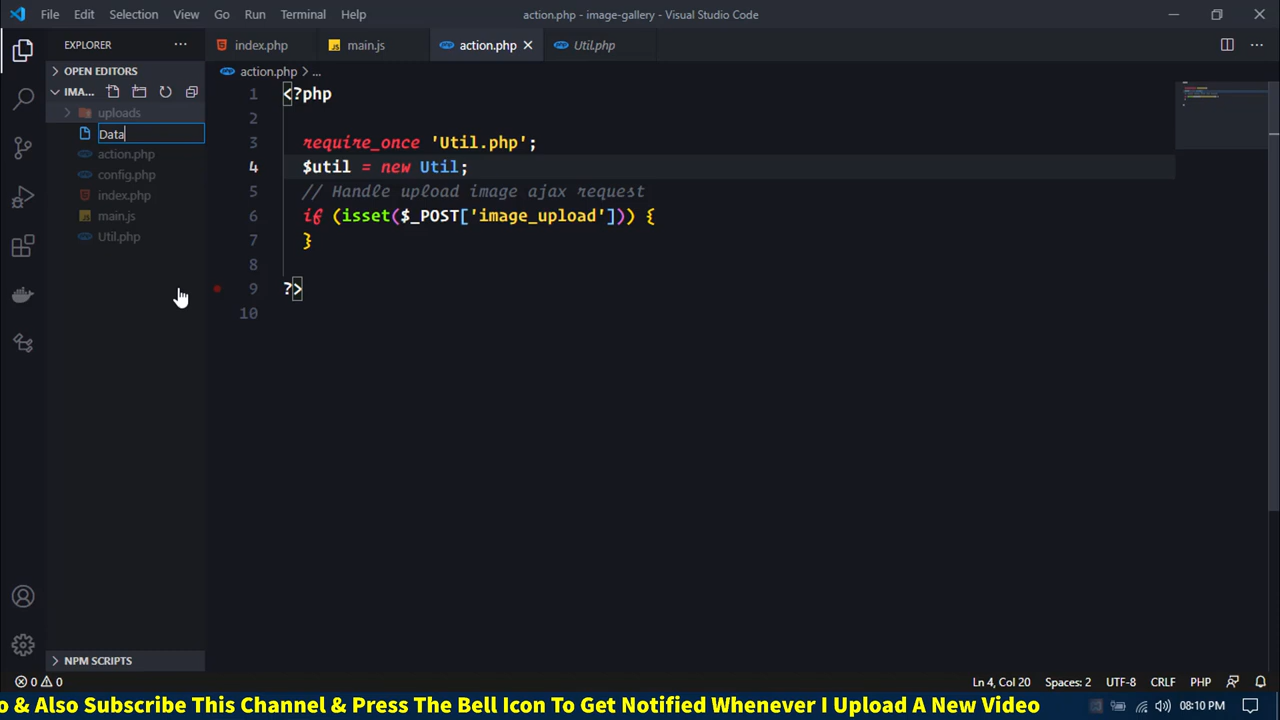 File Edit Selection View Go Run Terminal Help
action.php - image-gallery - Visual Studio Code
EXPLORER
index.php
main.js
action.php
Util.php
OPEN EDITORS
action.php > ...
IMA...
uploads
Data
action.php
config.php
index.php
main.js
Util.php
1 <?php
2
3 require_once 'Util.php';
4 $util = new Util;
5 // Handle upload image ajax request
6 if (isset($_POST['image_upload'])) {
7 }
8
9 ?>
10
NPM SCRIPTS
0 0
Ln 4, Col 20 Spaces: 2 UTF-8 CRLF PHP
o & Also Subscribe This Channel & Press The Bell Icon To Get Notified Whenever I Upload A New Video
08:10 PM